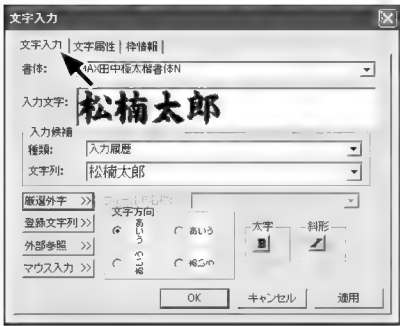 文字入力
文字入力 文字属性 枠情報
書体: MAX田中極太楷書体N
入力文字: 松楠太郎
入力候補
種類: 入力履歴
文字列: 松楠太郎
厳選外字 >>
登録文字列 >>
外部参照 >>
マウス入力 >>
文字方向
あいう
あいう
太字
B
斜形
I
OK キャンセル 適用